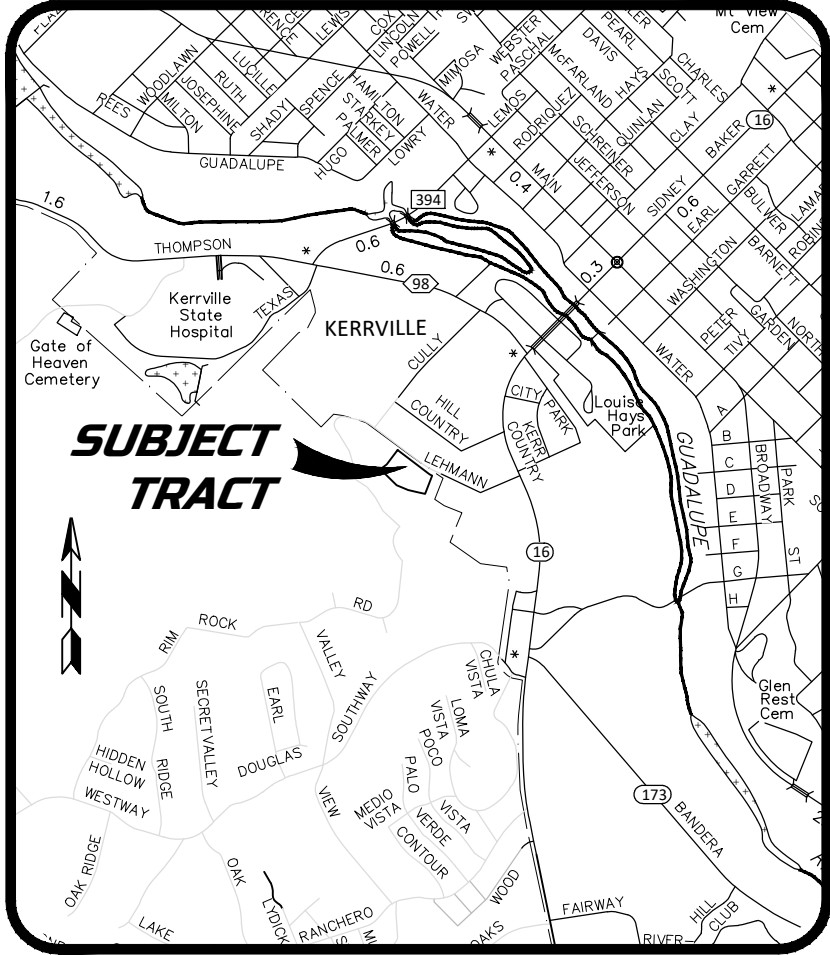 Mt View
Cem
LEWIS
COX
LINCOLN
POWELL
MIMOSA
WEBSTER
PASCHAL
McFARLAND
DAVIS
PEARL
HAYS
SCOTT
CHARLES
WOODLAWN
LUCILLE
RUTH
JOSEPHINE
MILTON
REES
SHADY
SPENCE
HAMILTON
STARKEY
PALMER
LOWRY
HUGO
WATER
LEMOS
RODRIQUEZ
SCHREINER
QUINLAN
CLAY
BAKER
16
MAIN
JEFFERSON
SIDNEY
GARRETT
BULWER
GUADALUPE
0.4
0.6
EARL
BARNETT
1.6
394
THOMPSON
0.6
0.6
98
0.3
WASHINGTON
GARDEN
PETER
TIVY
Kerrville
State
Hospital
TEXAS
KERRVILLE
CULLY
WATER
Gate of
Heaven
Cemetery
HILL
COUNTRY
CITY
PARK
KERR
COUNTRY
Louise
Hays
Park
SUBJECT
TRACT
LEHMANN
GUADALUPE
A
B
C
D
E
F
G
H
BROADWAY
PARK
ST
N
16
RIM
ROCK
RD
VALLEY
SOUTHWAY
CHULA
VISTA
SOUTH
RIDGE
SECRETVALLEY
EARL
LOMA
VISTA
POCO
PALO
Glen
Rest
Cem
HIDDEN
HOLLOW
WESTWAY
DOUGLAS
VIEW
MEDIO
VISTA
VERDE
VISTA
CONTOUR
173
BANDERA
OAK RIDGE
OAK
LYDICK
LAKE
RANCHERO
WOOD
OAKS
FAIRWAY
HILL
CLUB
RIVER